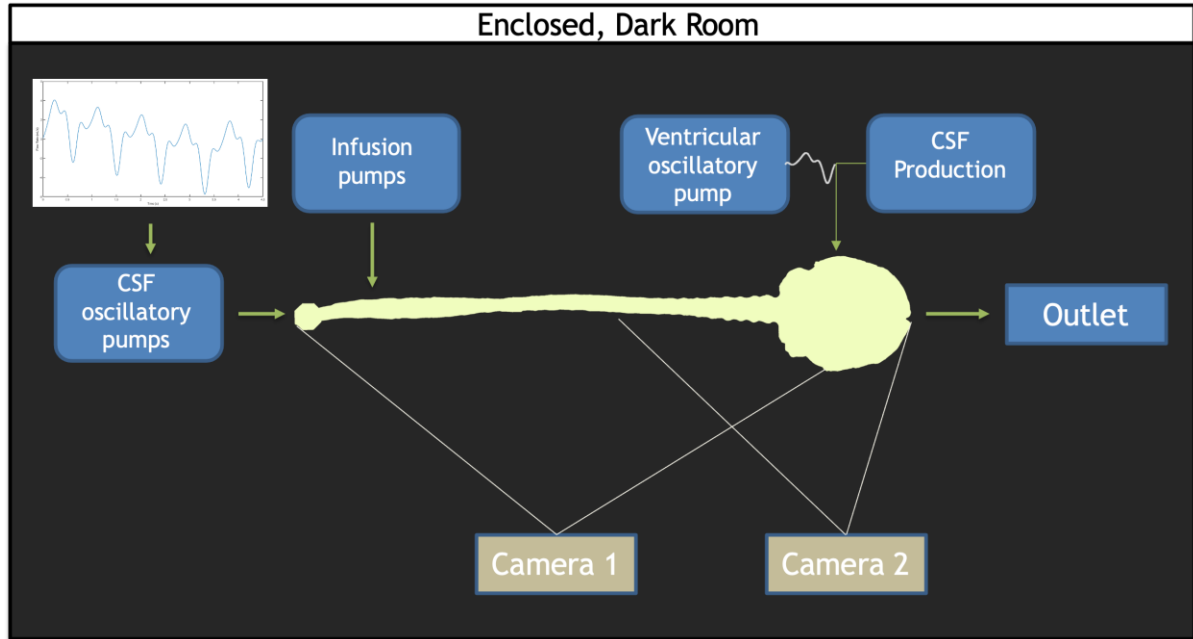 Enclosed, Dark Room
Infusion
pumps
Ventricular
oscillatory
pump
CSF
Production
CSF
oscillatory
pumps
Outlet
Camera 1
Camera 2